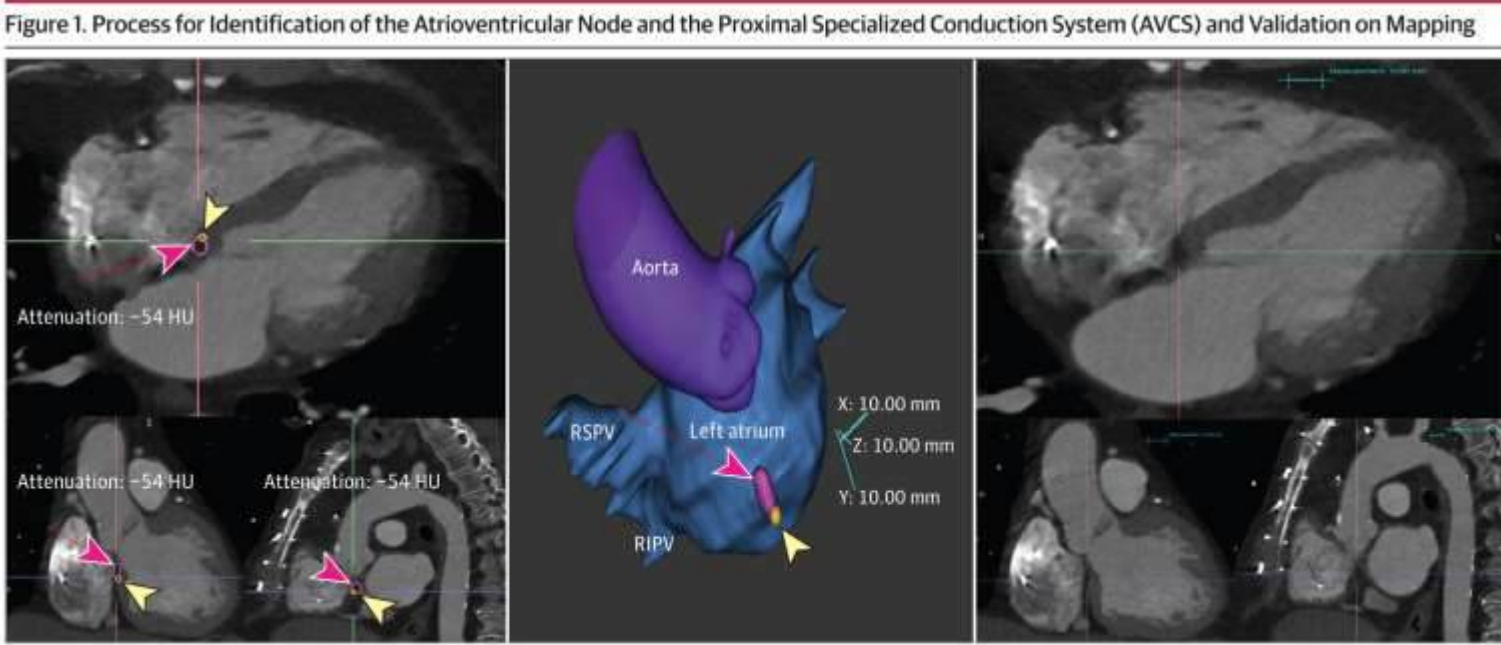 Figure 1. Process for Identification of the Atrioventricular Node and the Proximal Specialized Conduction System (AVCS) and Validation on Mapping
Attenuation: −54 HU
Attenuation: −54 HU
Attenuation: −54 HU
Aorta
RSPV
Left atrium
RIPV
X: 10.00 mm
Z: 10.00 mm
Y: 10.00 mm